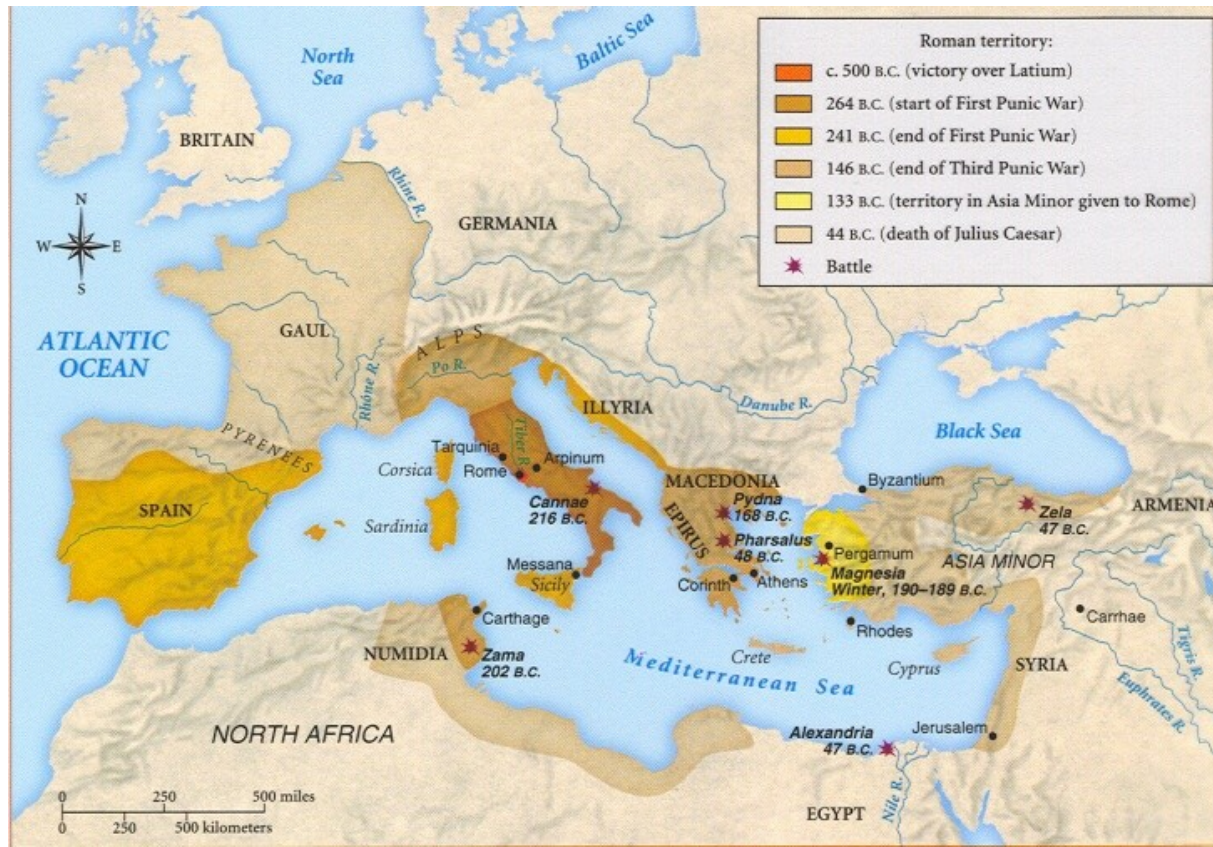 North
Sea
Baltic Sea
Roman territory:
c. 500 B.C. (victory over Latium)
264 B.C. (start of First Punic War)
241 B.C. (end of First Punic War)
146 B.C. (end of Third Punic War)
133 B.C. (territory in Asia Minor given to Rome)
44 B.C. (death of Julius Caesar)
Battle
BRITAIN
N
W
E
S
Rhine R.
GERMANIA
ATLANTIC
OCEAN
GAUL
ALPS
Po R.
Rhône R.
ILLYRIA
Danube R.
Black Sea
PYRENEES
Tiber R.
Tarquinia
Rome
Arpinum
Corsica
SPAIN
Sardinia
Cannae
216 B.C.
MACEDONIA
Pydna
168 B.C.
EPIRUS
Pharsalus
48 B.C.
Byzantium
Zela
47 B.C.
ARMENIA
Pergamum
ASIA MINOR
Magnesia
Winter, 190–189 B.C.
Messana
Sicily
Corinth
Athens
Carthage
Rhodes
Carrhae
NUMIDIA
Zama
202 B.C.
Crete
Cyprus
SYRIA
Tigris R.
Euphrates R.
Mediterranean Sea
NORTH AFRICA
Alexandria
47 B.C.
Jerusalem
Nile R.
EGYPT
0 250 500 miles
0 250 500 kilometers